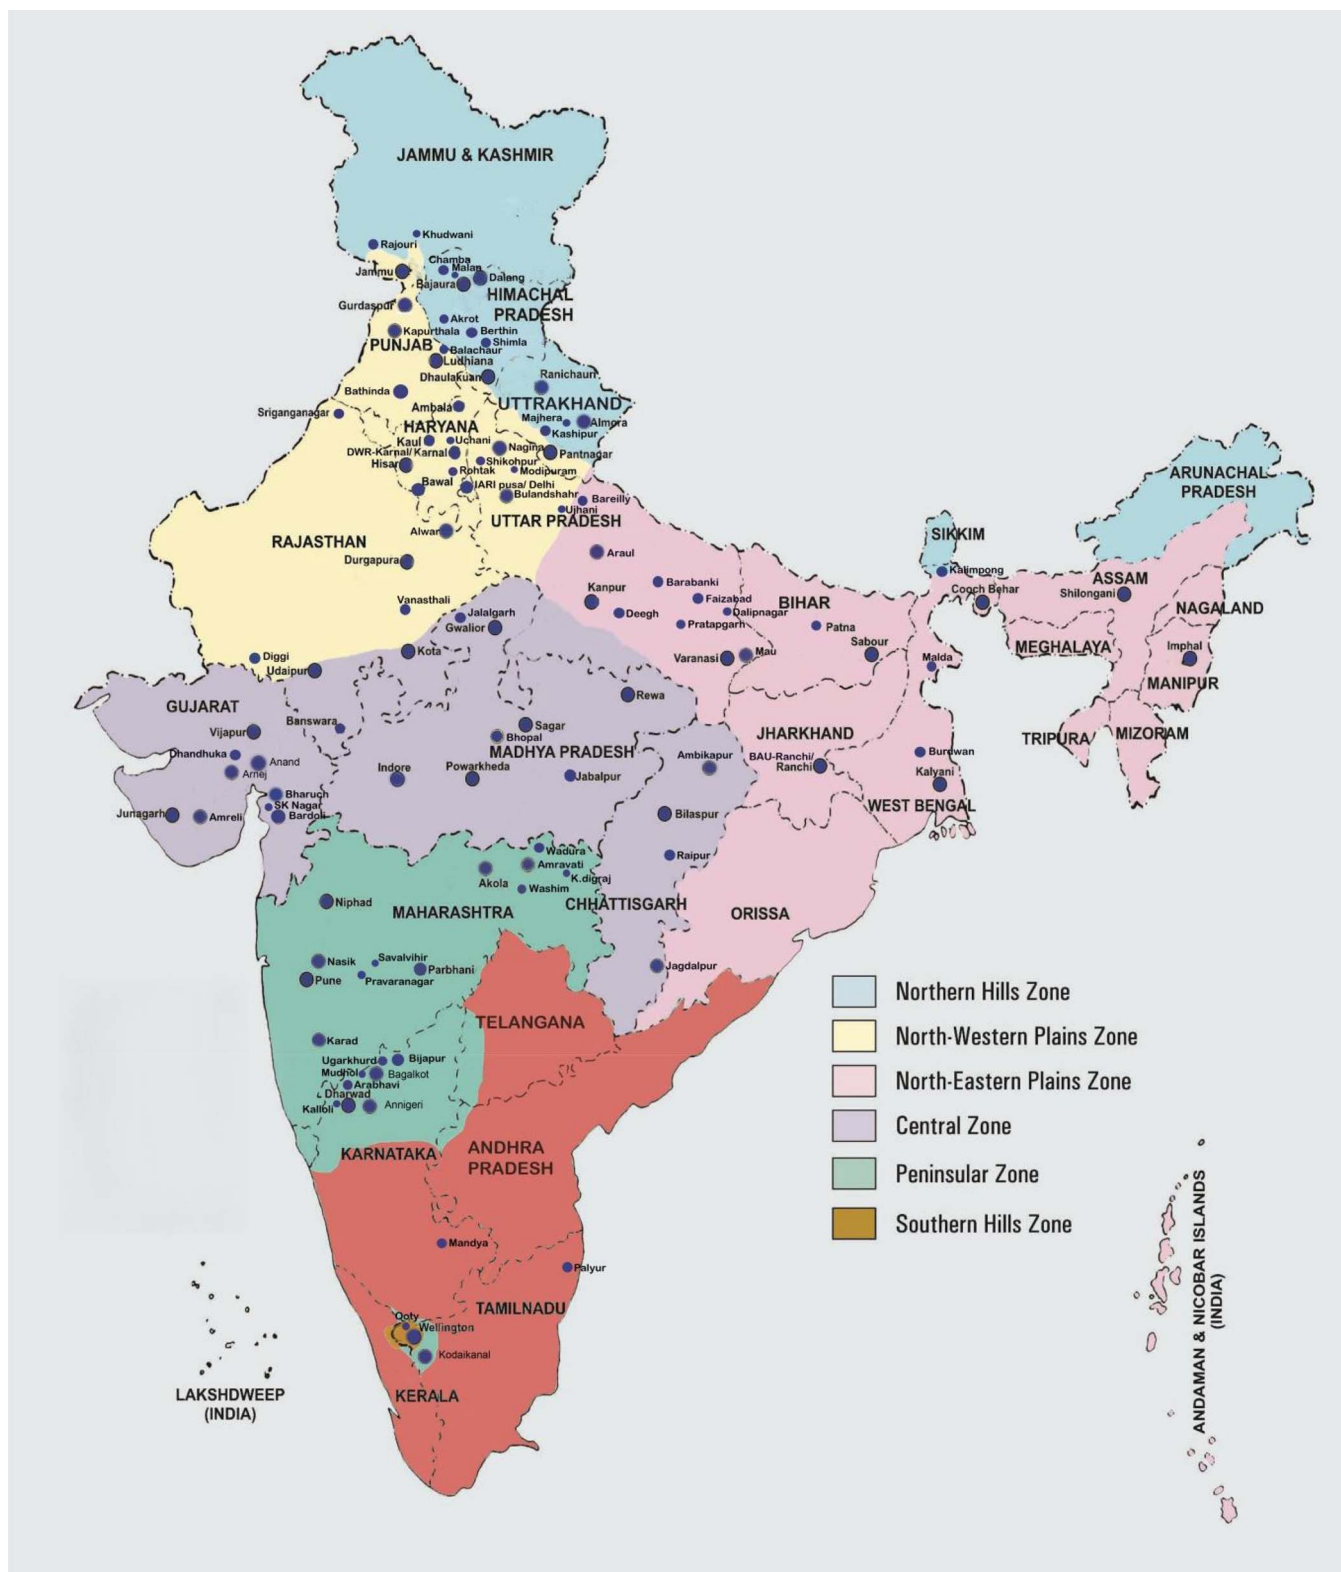 JAMMU & KASHMIR
Khudwani
Rajouri
Chamba
Malan
Jammu
Dalang
Bajaura
HIMACHAL
PRADESH
Gurdaspur
Akrot
Kapurthala
Berthin
PUNJAB
Shimla
Balachaur
Ludhiana
Dhaulakuan
Ranichauri
Bathinda
UTTRAKHAND
Ambala
Sriganganagar
Majhera
Almora
HARYANA
Kashipur
Kaul
Uchani
Nagina
DWR-Karnal/
Karnal
Pantnagar
Hisar
Shikohpur
Rohtak
Modipuram
Bawal
IARI pusa/ Delhi
Bulandshahr
Bareilly
Ujhani
UTTAR PRADESH
Alwar
RAJASTHAN
Durgapura
Araul
Vanasthali
Barabanki
Kanpur
Faizabad
Jalalgarh
Deegh
Dalipnagar
BIHAR
Gwalior
Pratapgarh
Patna
Kota
Sabour
Diggi
Varanasi
Mau
Malda
Udaipur
ARUNACHAL
PRADESH
SIKKIM
Kalimpong
ASSAM
Cooch Behar
Shilongani
NAGALAND
MEGHALAYA
Imphal
MANIPUR
TRIPURA
MIZORAM
GUJARAT
Rewa
Banswara
Vijapur
Sagar
Bhopal
JHARKHAND
Dhandhuka
MADHYA PRADESH
Burdwan
Anand
Ambikapur
BAU-Ranchi/
Ranchi
Arnej
Indore
Powarkheda
Jabalpur
Kalyani
Bharuch
SK Nagar
WEST BENGAL
Junagarh
Amreli
Bardoli
Bilaspur
Wadura
Raipur
Amravati
Akola
K.digraj
Washim
Niphad
CHHATTISGARH
MAHARASHTRA
ORISSA
Nasik
Savalvihir
Parbhani
Jagdalpur
Pune
Pravaranagar
TELANGANA
Karad
Ugarkhurd
Bijapur
Mudhol
Bagalkot
Arabhavi
Dharwad
Kalloli
Annigeri
KARNATAKA
ANDHRA
PRADESH
Mandya
Palyur
TAMILNADU
Ooty
Wellington
Kodaikanal
KERALA
LAKSHDWEEP
(INDIA)
Northern Hills Zone
North-Western Plains Zone
North-Eastern Plains Zone
Central Zone
Peninsular Zone
Southern Hills Zone
ANDAMAN & NICOBAR ISLANDS
(INDIA)